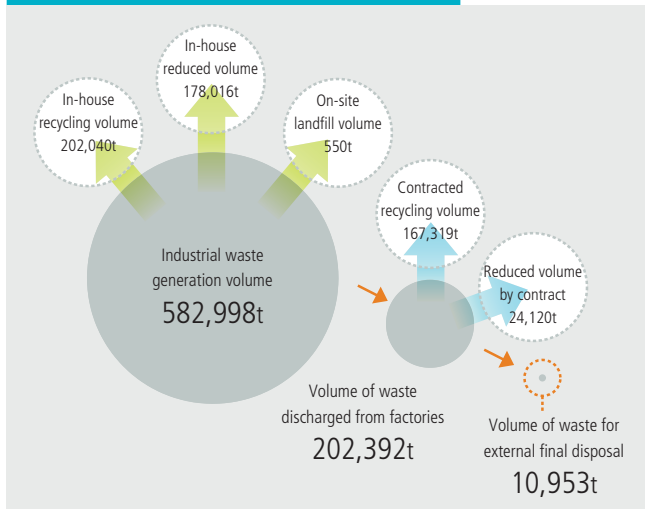 In-house
reduced volume
178,016t
In-house
recycling volume
202,040t
On-site
landfill volume
550t
Contracted
recycling volume
167,319t
Industrial waste
generation volume
582,998t
Reduced volume
by contract
24,120t
Volume of waste
discharged from factories
202,392t
Volume of waste for
external final disposal
10,953t